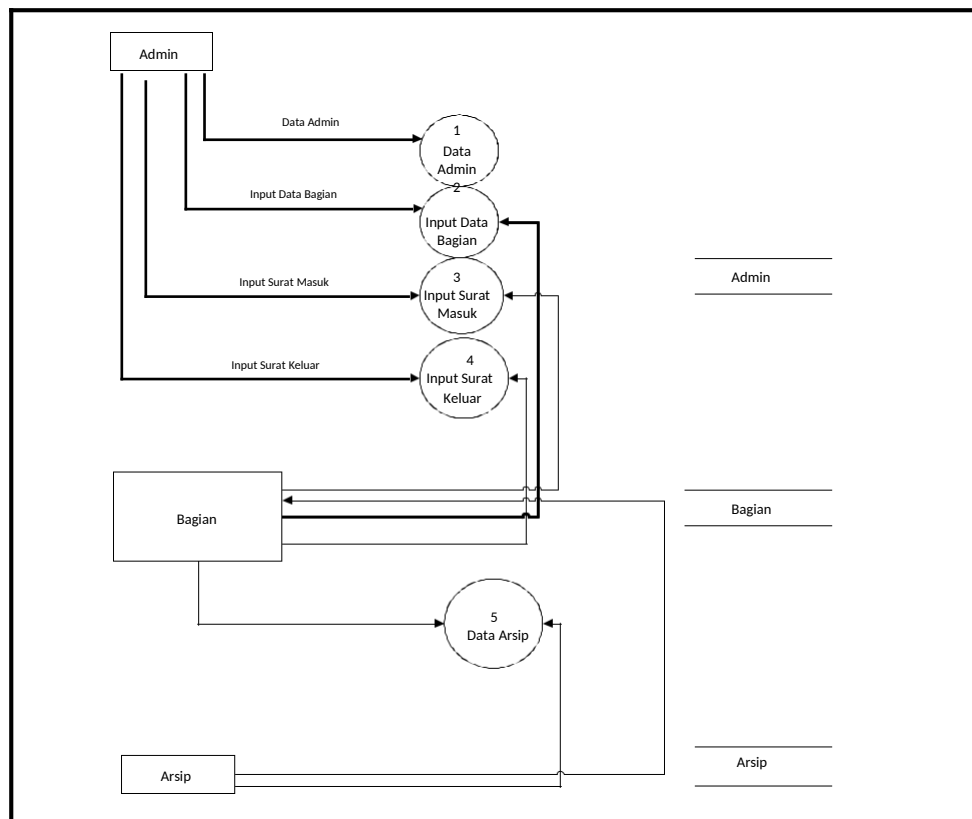 Admin
Data Admin
1
Data
Admin
Input Data Bagian
2
Input Data
Bagian
Input Surat Masuk
3
Input Surat
Masuk
Admin
Input Surat Keluar
4
Input Surat
Keluar
Bagian
Bagian
5
Data Arsip
Arsip
Arsip